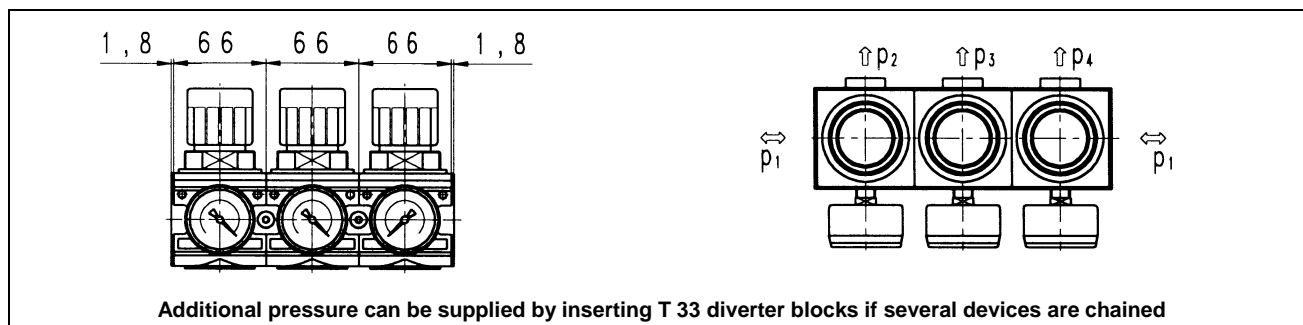 1,8 66 66 66 1,8
p2 p3 p4
p1 p1
Additional pressure can be supplied by inserting T 33 diverter blocks if several devices are chained